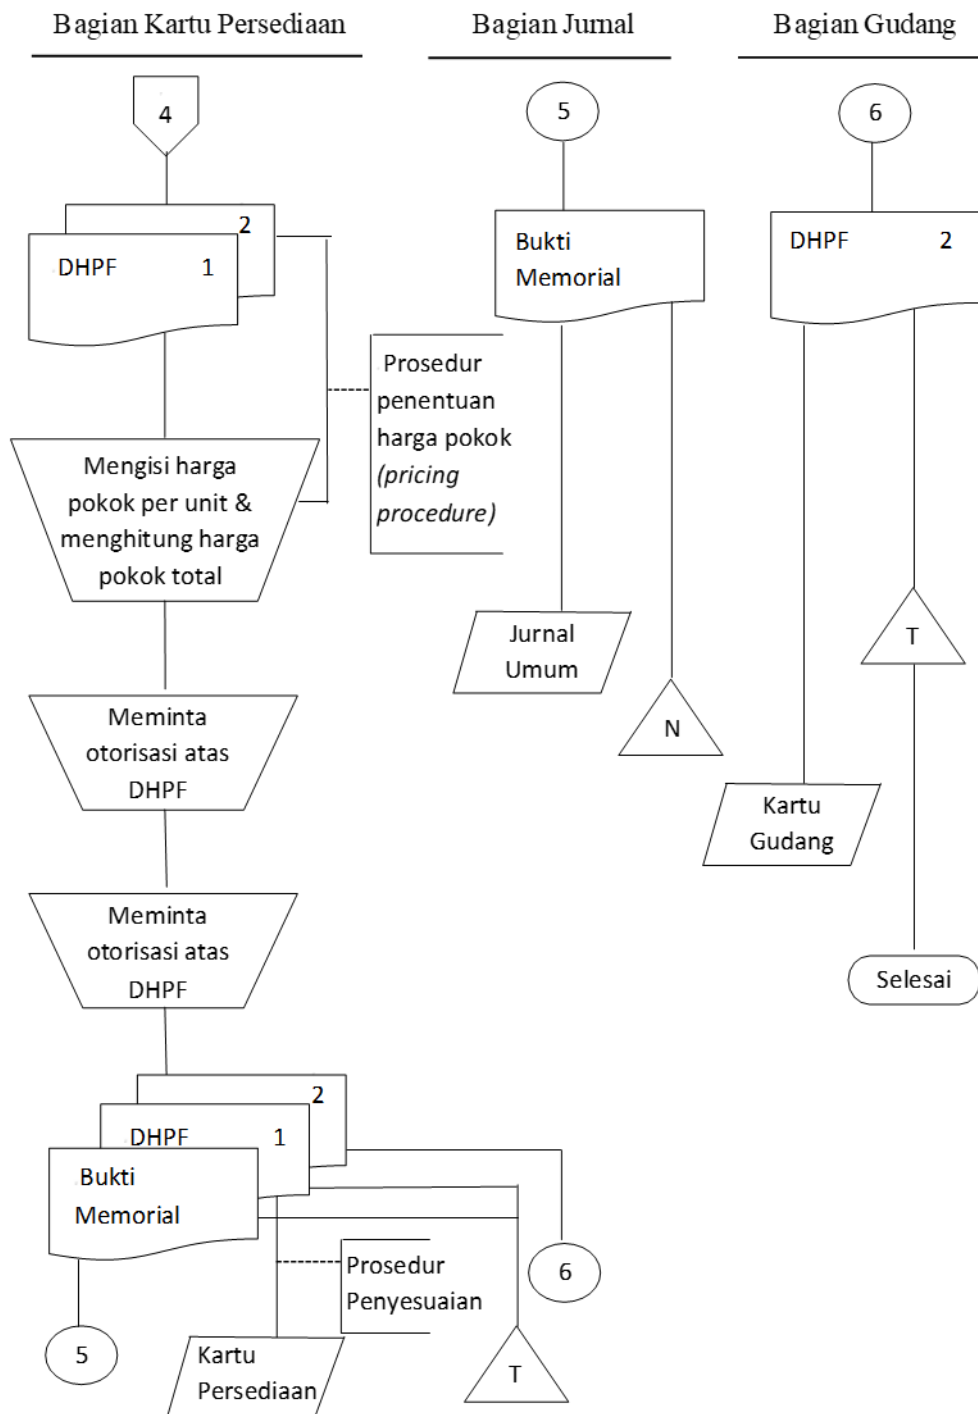 Bagian Kartu Persediaan
4
2
DHPF 1
Prosedur
penentuan
harga pokok
(pricing
procedure)
Mengisi harga
pokok per unit &
menghitung harga
pokok total
Meminta
otorisasi atas
DHPF
Meminta
otorisasi atas
DHPF
2
DHPF 1
Bukti
Memorial
5
Prosedur
Penyesuaian
Kartu
Persediaan
T
6
Bagian Jurnal
5
Bukti
Memorial
Jurnal
Umum
N
Bagian Gudang
6
DHPF 2
T
Kartu
Gudang
Selesai